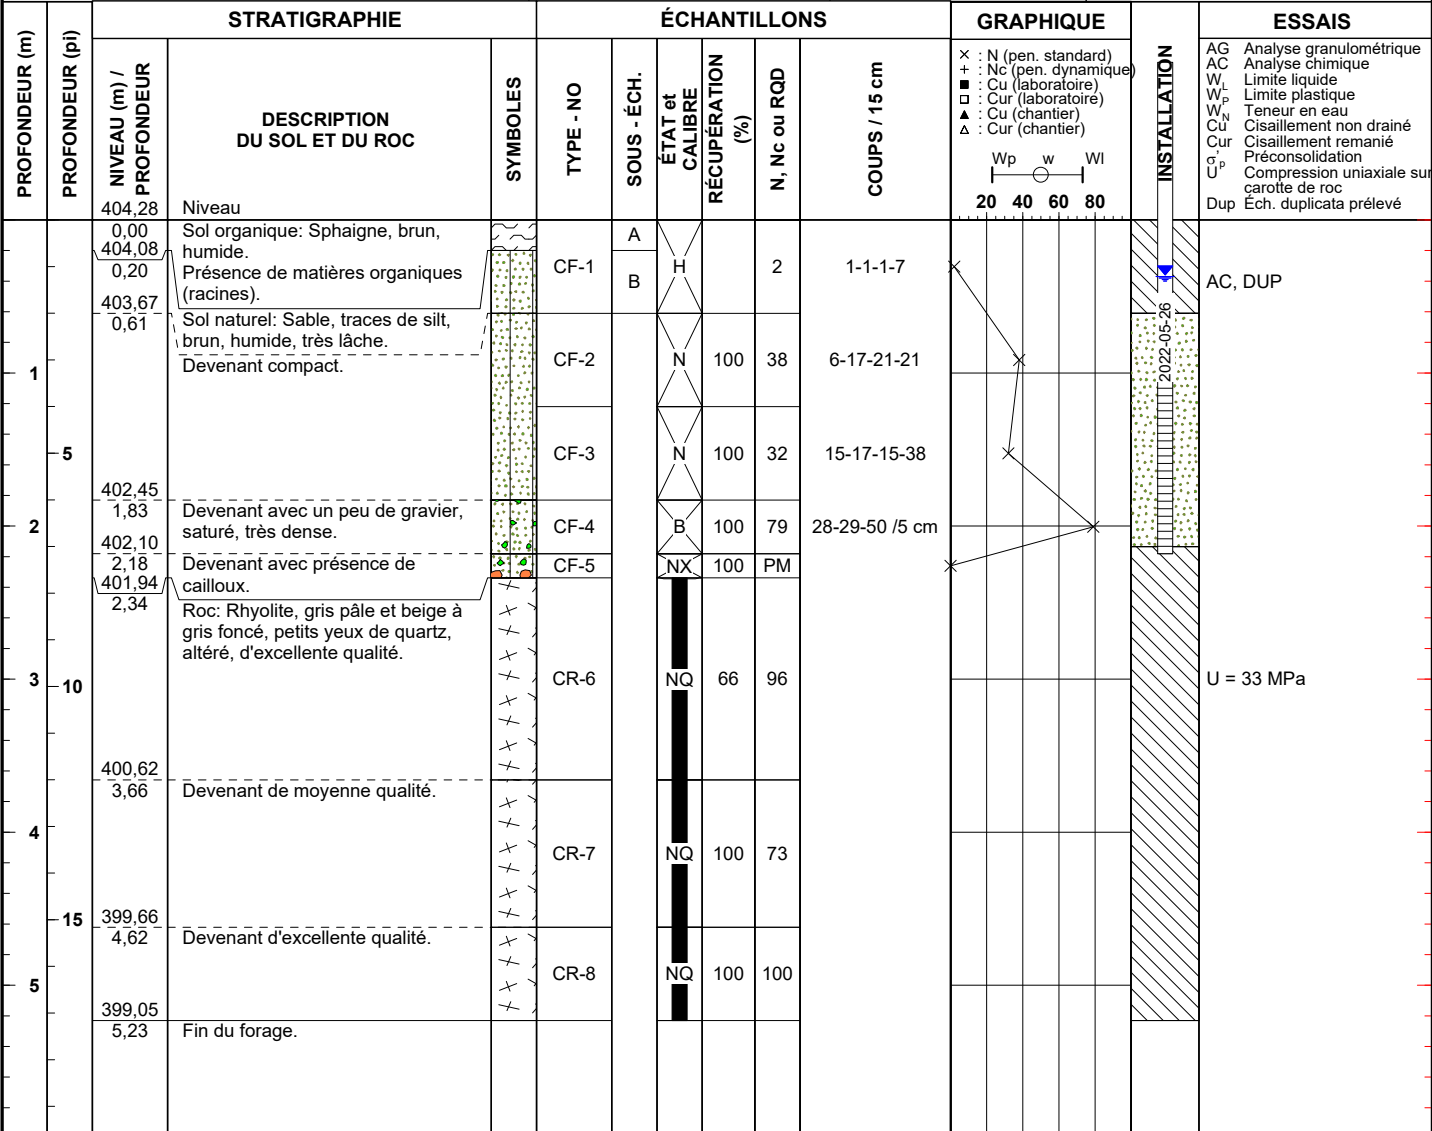 STRATIGRAPHIE
ÉCHANTILLONS
GRAPHIQUE
ESSAIS
PROFONDEUR (m)
PROFONDEUR (pi)
NIVEAU (m) /
PROFONDEUR
DESCRIPTION
DU SOL ET DU ROC
SYMBOLES
TYPE - NO
SOUS - ÉCH.
ÉTAT et
CALIBRE
RÉCUPÉRATION
(%)
N, Nc ou RQD
COUPS / 15 cm
× : N (pen. standard)
+ : Nc (pen. dynamique)
■ : Cu (laboratoire)
□ : Cur (laboratoire)
▲ : Cu (chantier)
△ : Cur (chantier)
Wp w Wl
20 40 60 80
INSTALLATION
AG Analyse granulométrique
AC Analyse chimique
W_L Limite liquide
W_P Limite plastique
W_N Teneur en eau
Cu Cisaillement non drainé
Cur Cisaillement remanié
σ'_p Préconsolidation
U Compression uniaxiale sur
carotte de roc
Dup Éch. duplicata prélevé
404,28 Niveau
0,00 Sol organique: Sphaigne, brun,
404,08 humide.
0,20 Présence de matières organiques
(racines).
403,67
0,61 Sol naturel: Sable, traces de silt,
brun, humide, très lâche.
Devenant compact.
402,45
1,83 Devenant avec un peu de gravier,
saturé, très dense.
402,10
2,18 Devenant avec présence de
401,94 cailloux.
2,34 Roc: Rhyolite, gris pâle et beige à
gris foncé, petits yeux de quartz,
altéré, d'excellente qualité.
400,62
3,66 Devenant de moyenne qualité.
399,66
4,62 Devenant d'excellente qualité.
399,05
5,23 Fin du forage.
1
2
3
4
5
5
10
15
A
B
CF-1 H 2 1-1-1-7
CF-2 N 100 38 6-17-21-21
CF-3 N 100 32 15-17-15-38
CF-4 B 100 79 28-29-50 /5 cm
CF-5 NX 100 PM
CR-6 NQ 66 96
CR-7 NQ 100 73
CR-8 NQ 100 100
2022-05-26
AC, DUP
U = 33 MPa